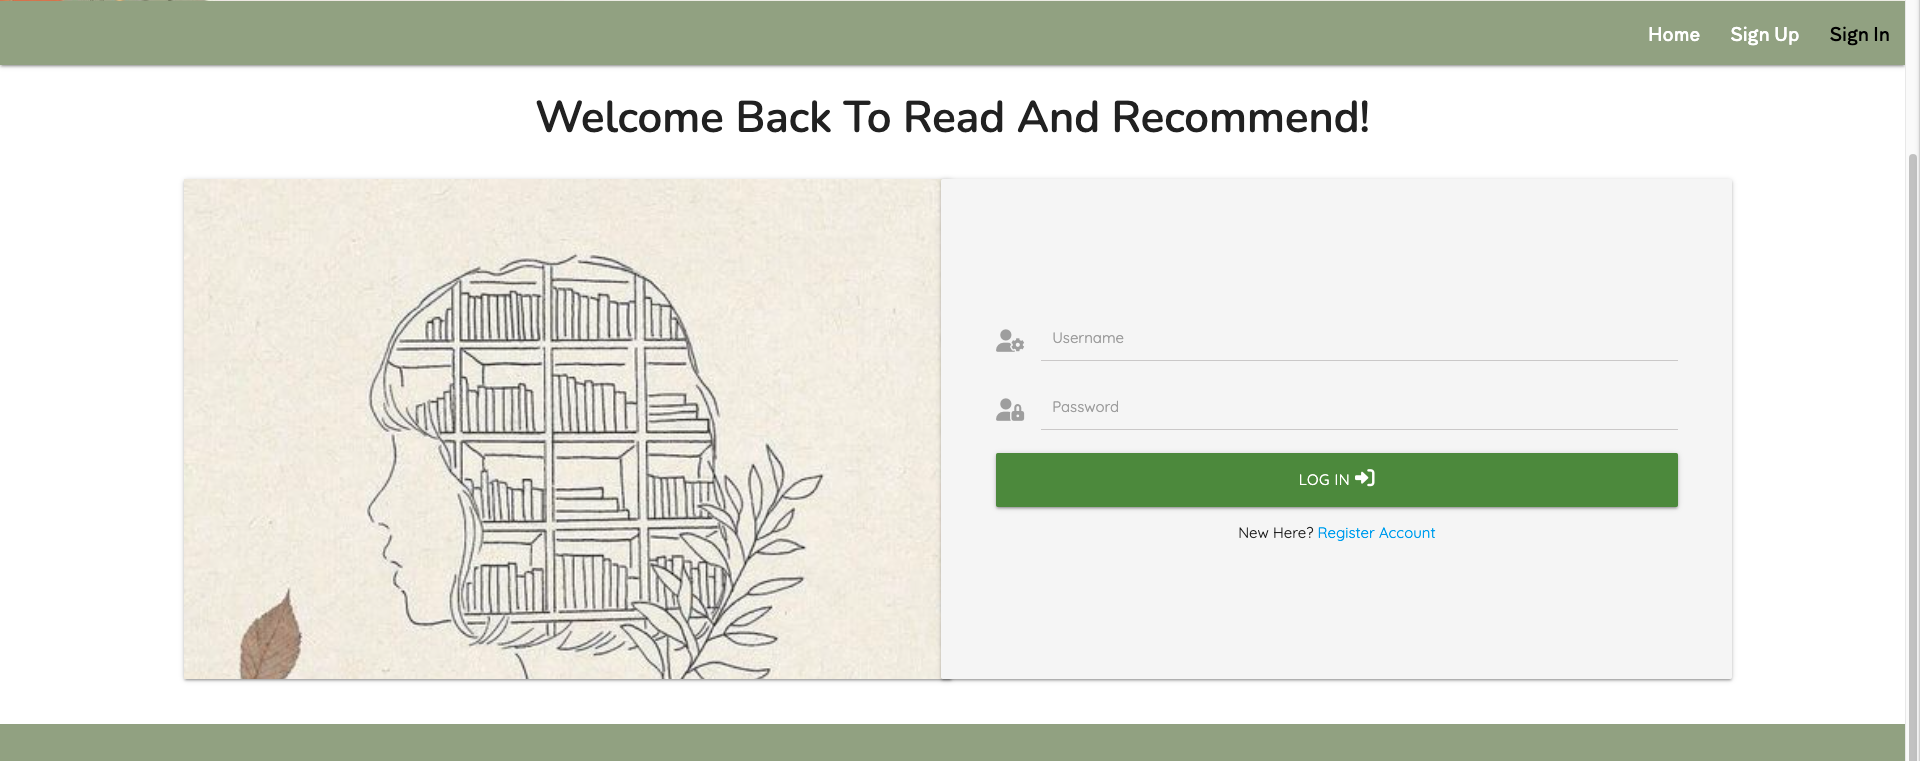 Home Sign Up Sign In
Welcome Back To Read And Recommend!
Username
Password
LOG IN
New Here? Register Account